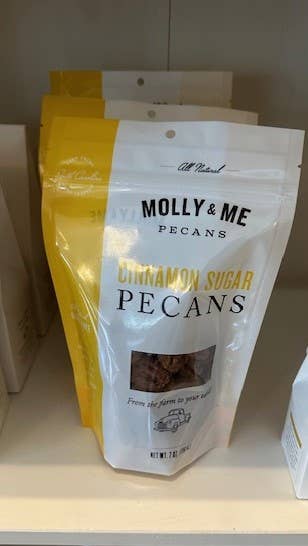 All Natural
MOLLY & ME
PECANS
CINNAMON SUGAR
PECANS
From the farm to your
NET WT. 7 OZ.